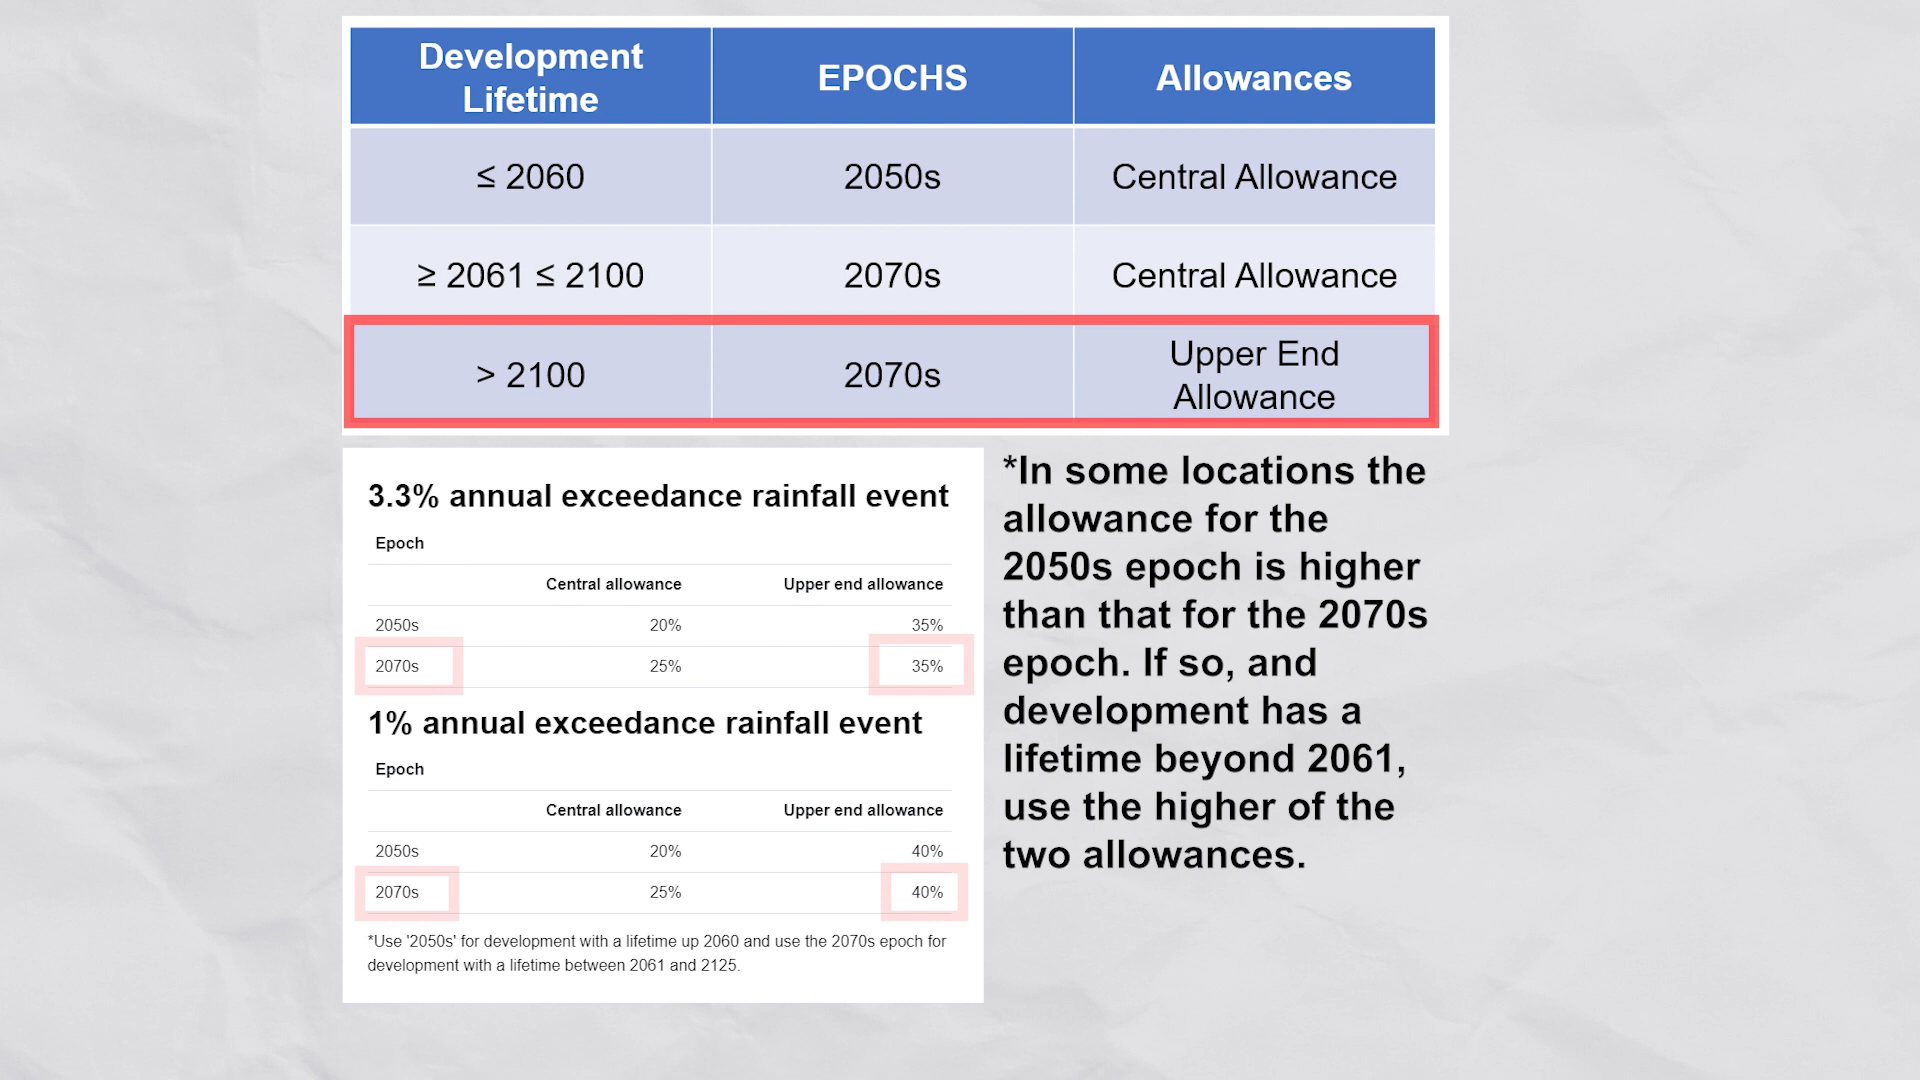 Development
Lifetime
EPOCHS
Allowances
≤ 2060
2050s
Central Allowance
≥ 2061 ≤ 2100
2070s
Central Allowance
> 2100
2070s
Upper End
Allowance
3.3% annual exceedance rainfall event
Epoch
Central allowance
Upper end allowance
2050s
20%
35%
2070s
25%
35%
1% annual exceedance rainfall event
Epoch
Central allowance
Upper end allowance
2050s
20%
40%
2070s
25%
40%
*Use '2050s' for development with a lifetime up 2060 and use the 2070s epoch for
development with a lifetime between 2061 and 2125.
*In some locations the
allowance for the
2050s epoch is higher
than that for the 2070s
epoch. If so, and
development has a
lifetime beyond 2061,
use the higher of the
two allowances.